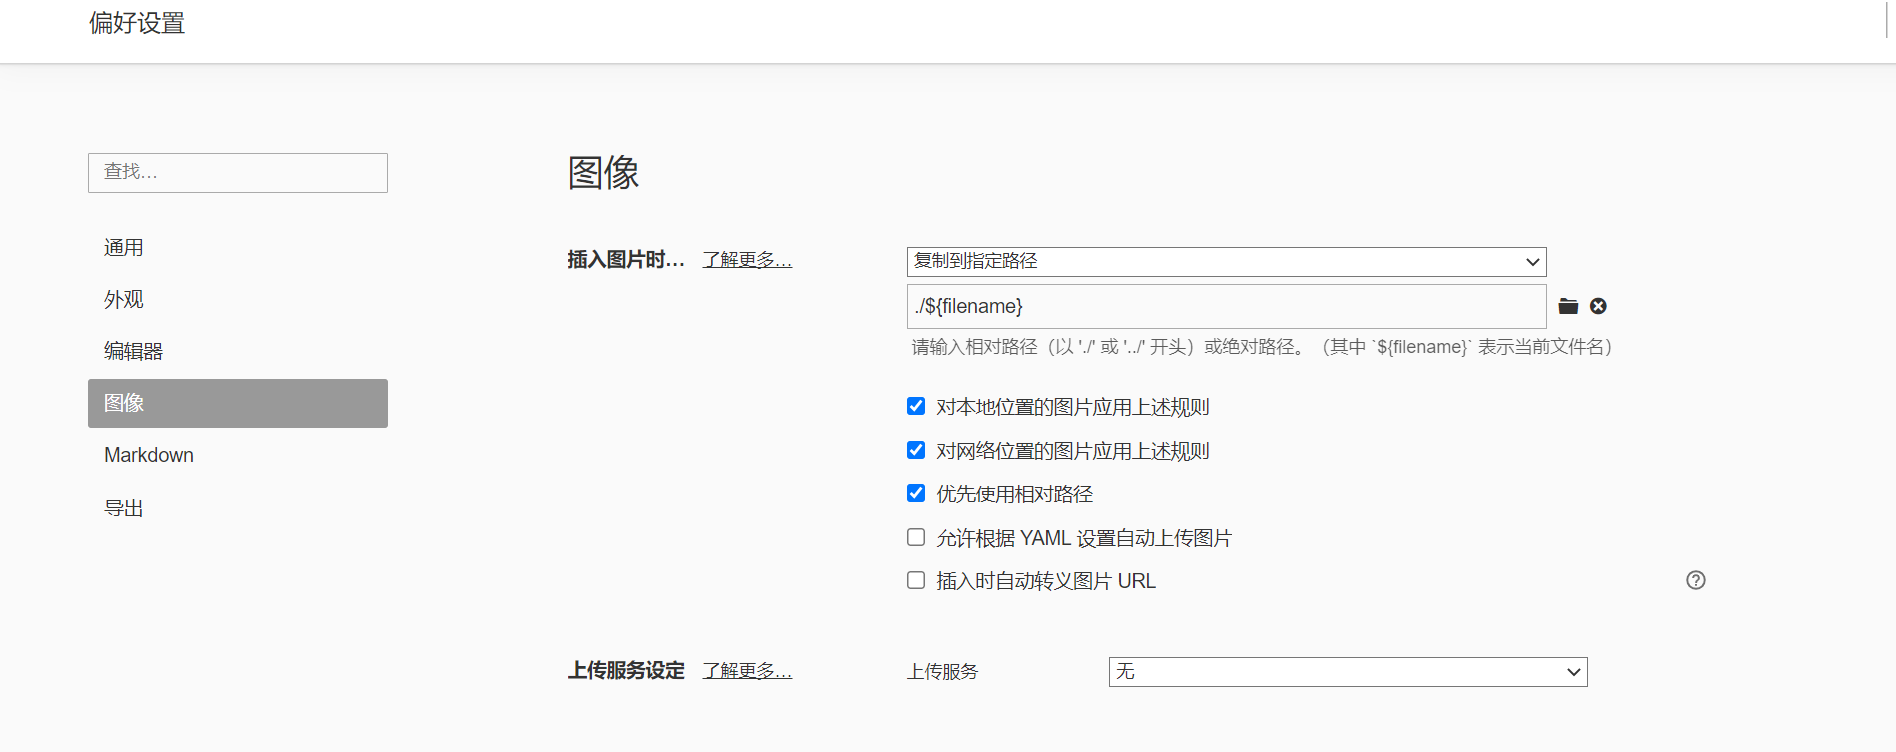 偏好设置
查找...
通用
外观
编辑器
图像
Markdown
导出
图像
插入图片时... 了解更多...
复制到指定路径
./${filename}
请输入相对路径（以 './' 或 '../' 开头）或绝对路径。（其中 `${filename}` 表示当前文件名）
对本地位置的图片应用上述规则
对网络位置的图片应用上述规则
优先使用相对路径
允许根据 YAML 设置自动上传图片
插入时自动转义图片 URL
上传服务设定 了解更多...
上传服务 无